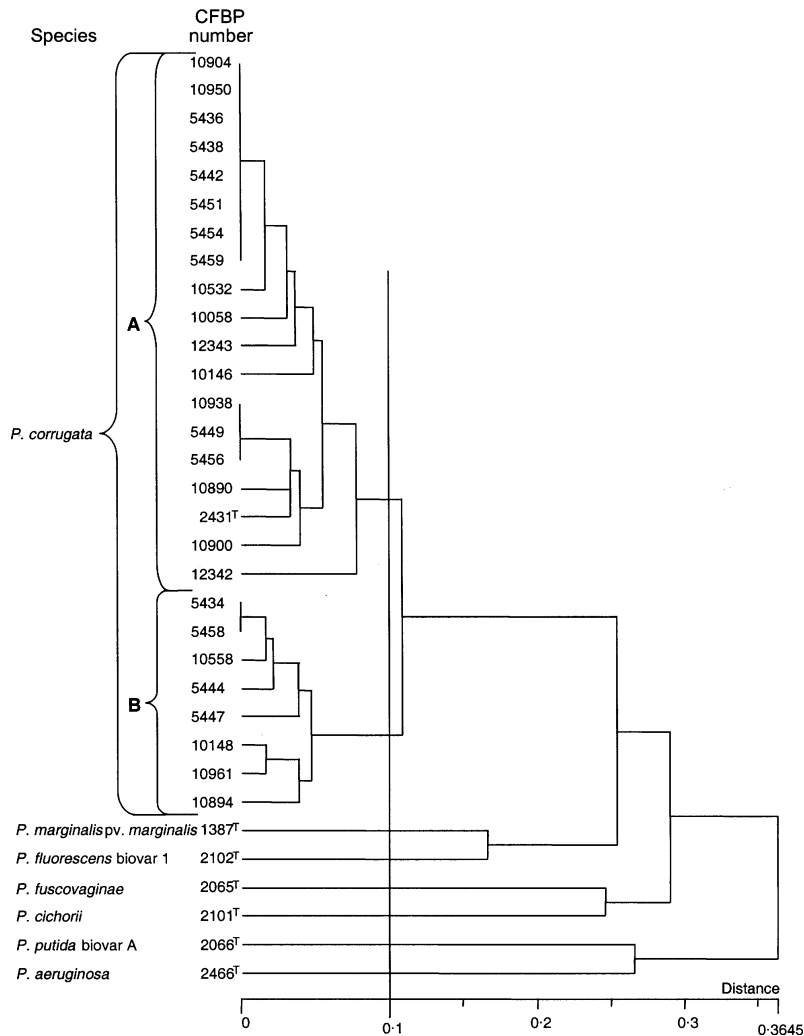 Species
CFBP
number
10904
10950
5436
5438
5442
5451
5454
5459
10532
10058
A
12343
10146
10938
P. corrugata
5449
5456
10890
2431ᵀ
10900
12342
5434
5458
10558
5444
B
5447
10148
10961
10894
P. marginalis pv. marginalis 1387ᵀ
P. fluorescens biovar 1 2102ᵀ
P. fuscovaginae 2065ᵀ
P. cichorii 2101ᵀ
P. putida biovar A 2066ᵀ
P. aeruginosa 2466ᵀ
Distance
0 0·1 0·2 0·3 0·3645